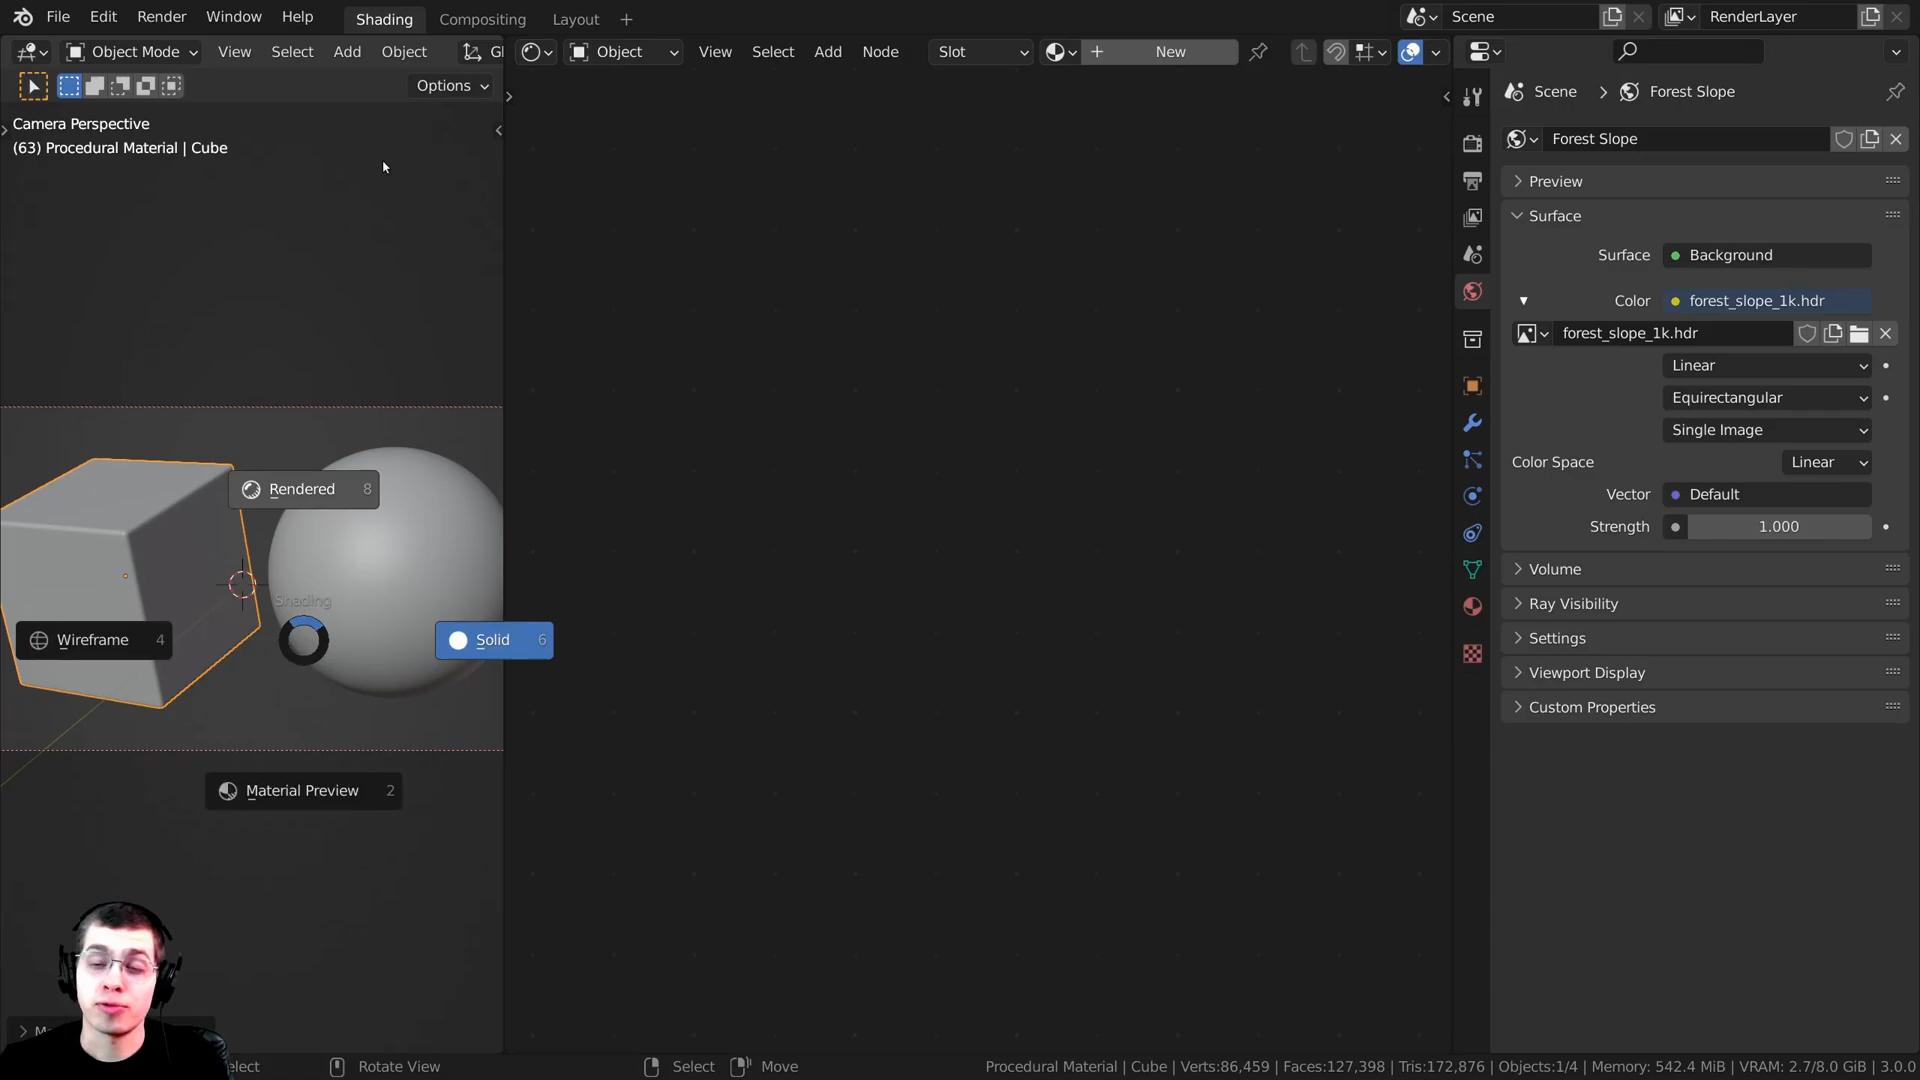 File Edit Render Window Help Shading Compositing Layout + Scene RenderLayer
Object Mode View Select Add Object Gl Object View Select Add Node Slot New
Options
Scene > Forest Slope
Camera Perspective
(63) Procedural Material | Cube
Forest Slope
Preview
Surface
Surface Background
Color forest_slope_1k.hdr
forest_slope_1k.hdr
Linear
Equirectangular
Single Image
Color Space Linear
Vector Default
Strength 1.000
Volume
Ray Visibility
Settings
Viewport Display
Custom Properties
Rendered 8
Shading
Wireframe 4
Solid 6
Material Preview 2
Rotate View Select Move Procedural Material | Cube | Verts:86,459 | Faces:127,398 | Tris:172,876 | Objects:1/4 | Memory: 542.4 MiB | VRAM: 2.7/8.0 GiB | 3.0.0